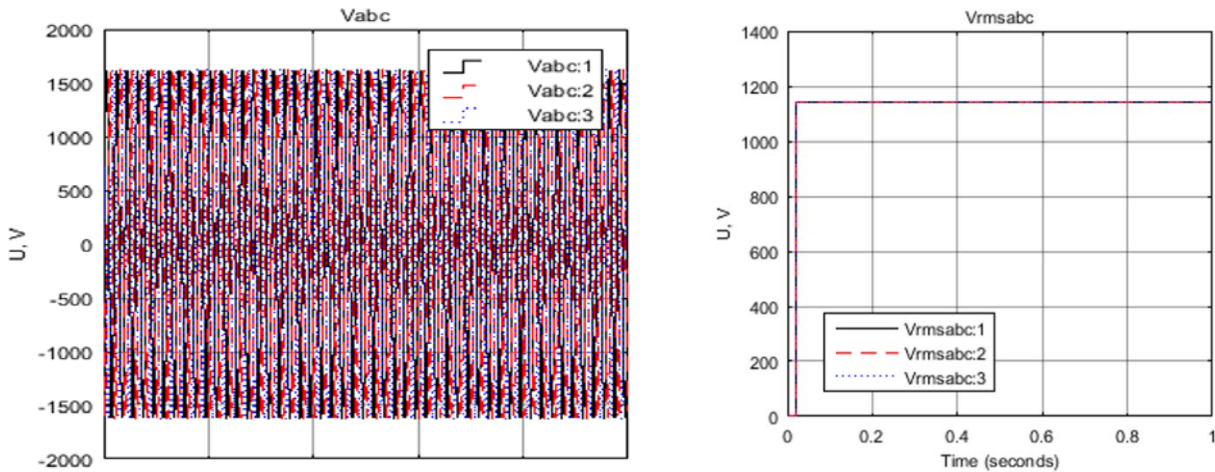 Vabc
2000
1500
1000
500
0
-500
-1000
-1500
-2000
U, V
Vabc:1
Vabc:2
Vabc:3
Vrmsabc
1400
1200
1000
800
600
400
200
0
U, V
Vrmsabc:1
Vrmsabc:2
Vrmsabc:3
0 0.2 0.4 0.6 0.8 1
Time (seconds)